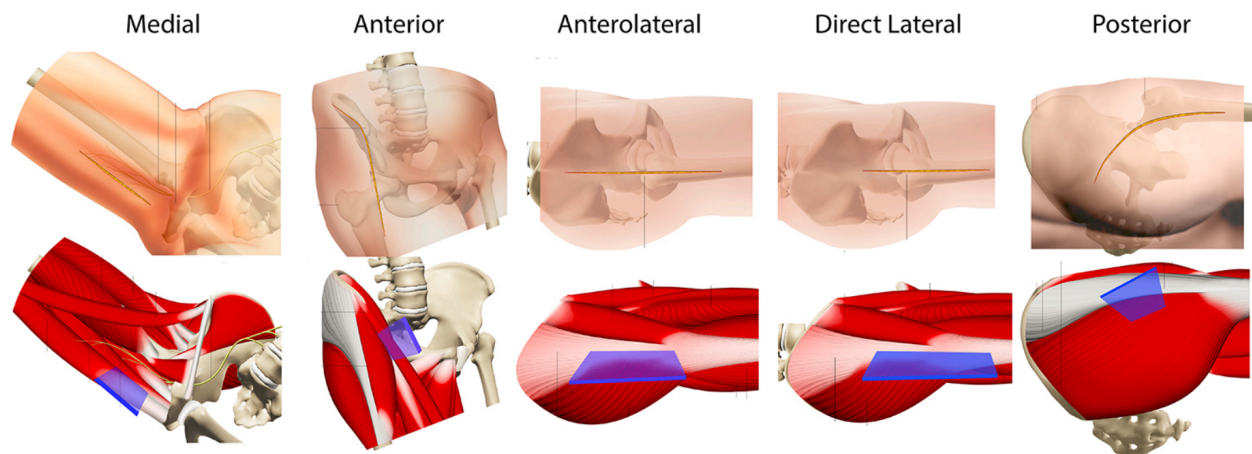 Medial
Anterior
Anterolateral
Direct Lateral
Posterior